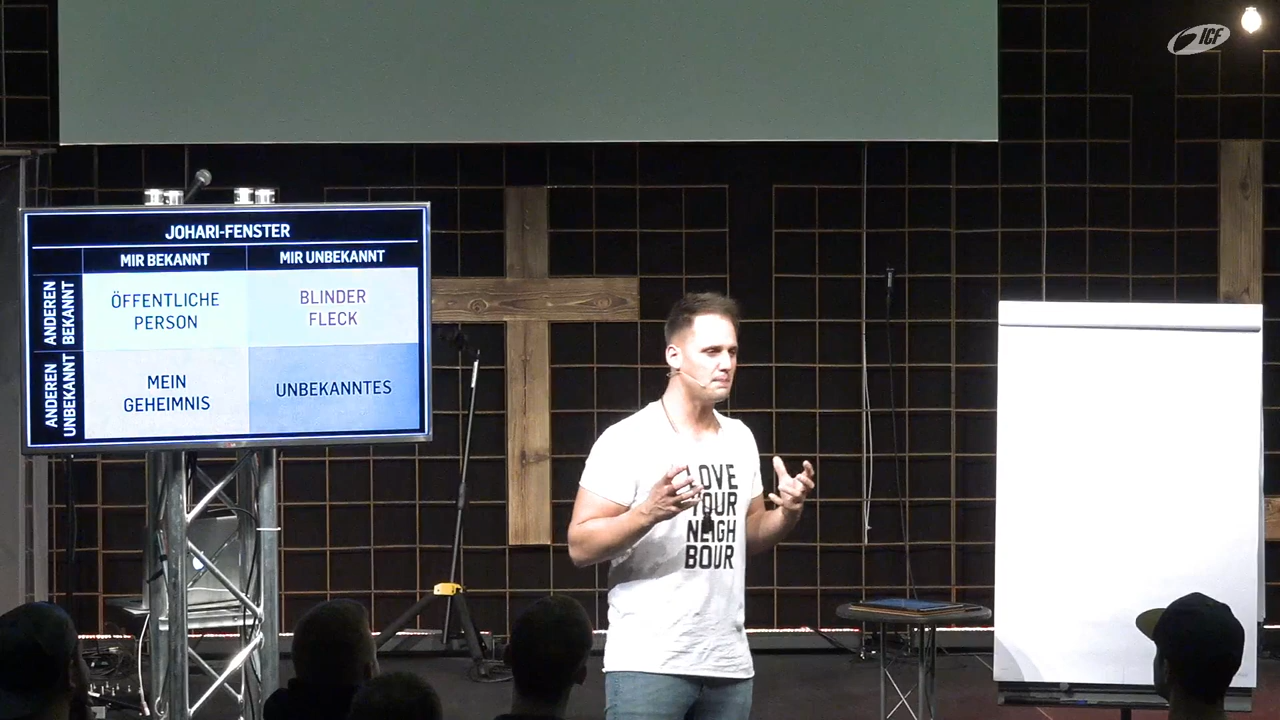 ICF
JOHARI-FENSTER
MIR BEKANNT
MIR UNBEKANNT
ANDEREN
BEKANNT
ÖFFENTLICHE
PERSON
BLINDER
FLECK
ANDEREN
UNBEKANNT
MEIN
GEHEIMNIS
UNBEKANNTES
LOVE
YOUR
NEIGH
BOUR